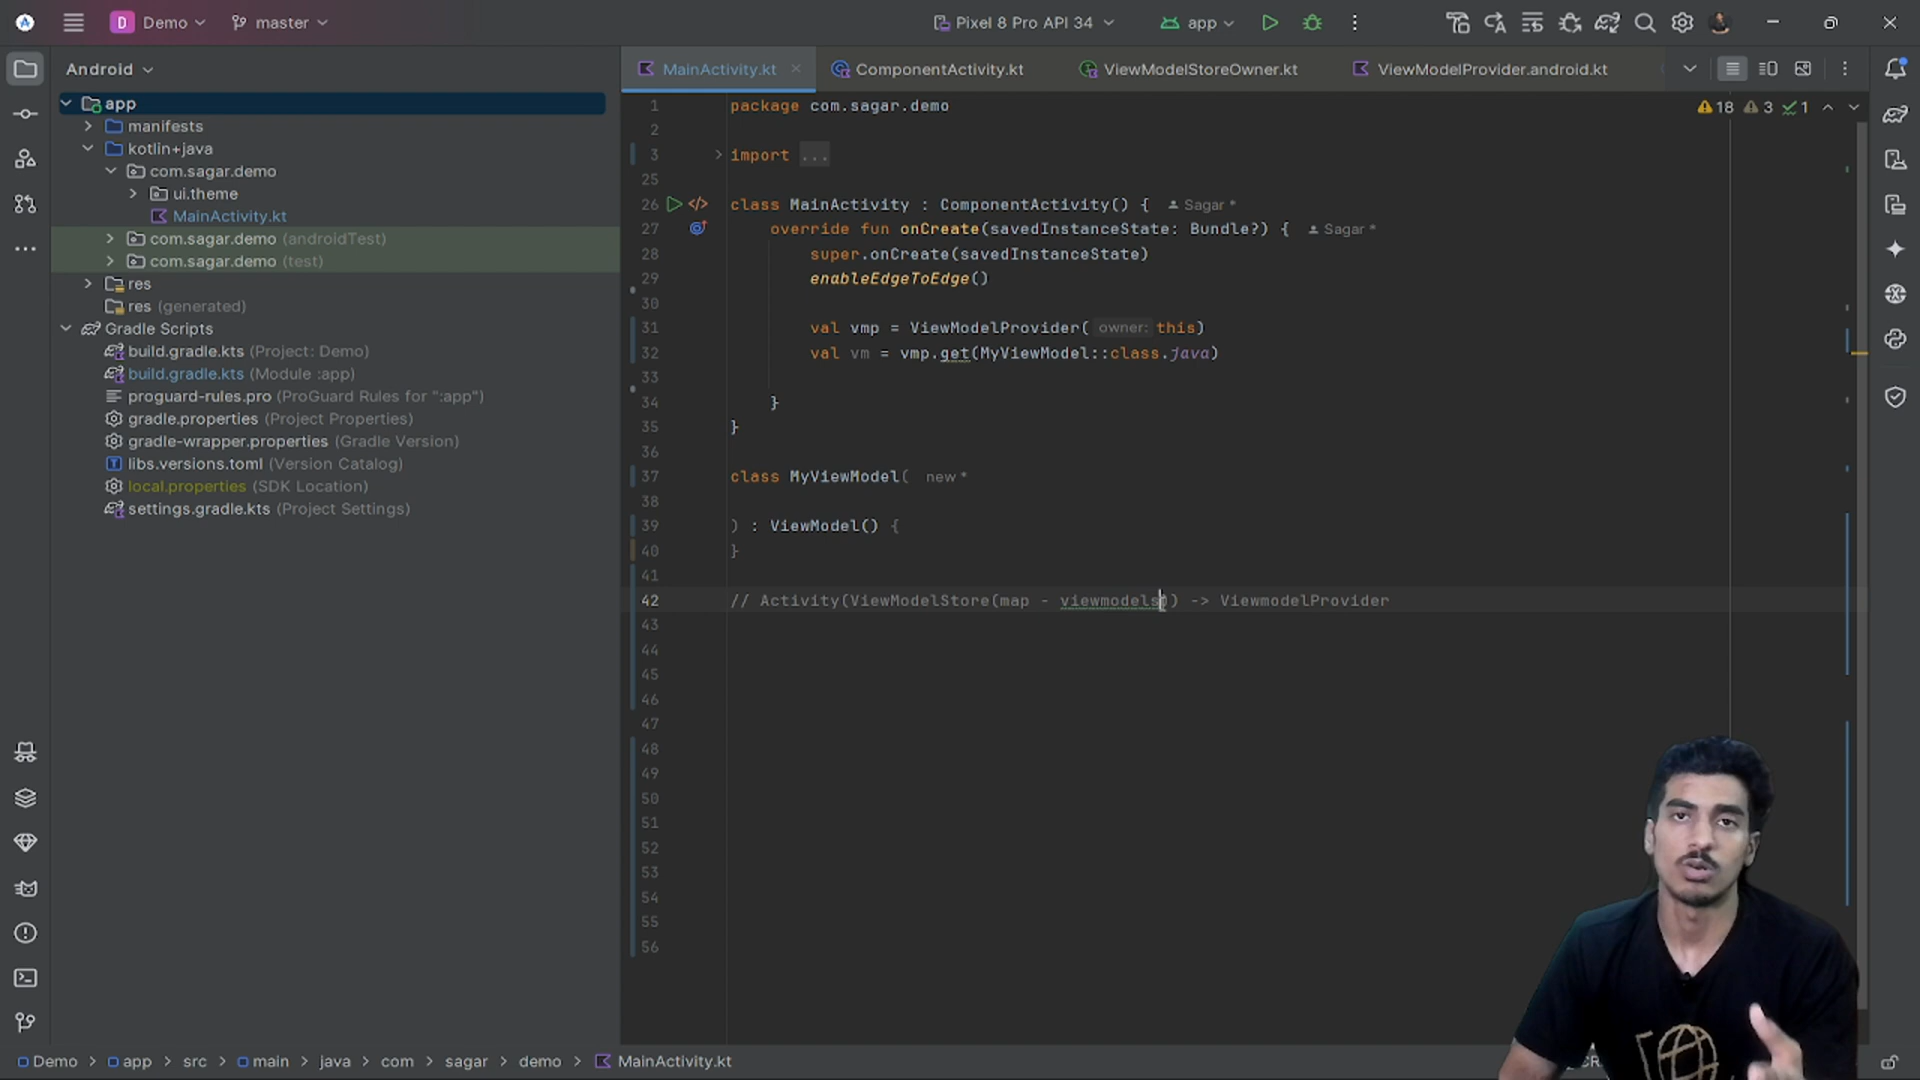 D Demo master Pixel 8 Pro API 34 app
Android
MainActivity.kt ComponentActivity.kt ViewModelStoreOwner.kt ViewModelProvider.android.kt
app
manifests
kotlin+java
com.sagar.demo
ui.theme
MainActivity.kt
com.sagar.demo (androidTest)
com.sagar.demo (test)
res
res (generated)
Gradle Scripts
build.gradle.kts (Project: Demo)
build.gradle.kts (Module :app)
proguard-rules.pro (ProGuard Rules for ":app")
gradle.properties (Project Properties)
gradle-wrapper.properties (Gradle Version)
libs.versions.toml (Version Catalog)
local.properties (SDK Location)
settings.gradle.kts (Project Settings)
18 3 1
1 package com.sagar.demo
2
3 import ...
25
26 class MainActivity : ComponentActivity() { Sagar *
27 override fun onCreate(savedInstanceState: Bundle?) { Sagar *
28 super.onCreate(savedInstanceState)
29 enableEdgeToEdge()
30
31 val vmp = ViewModelProvider( owner: this)
32 val vm = vmp.get(MyViewModel::class.java)
33
34 }
35 }
36
37 class MyViewModel( new *
38
39 ) : ViewModel() {
40 }
41
42 // Activity(ViewModelStore(map - viewmodels)) -> ViewmodelProvider
43
44
45
46
47
48
49
50
51
52
53
54
55
56
Demo > app > src > main > java > com > sagar > demo > MainActivity.kt